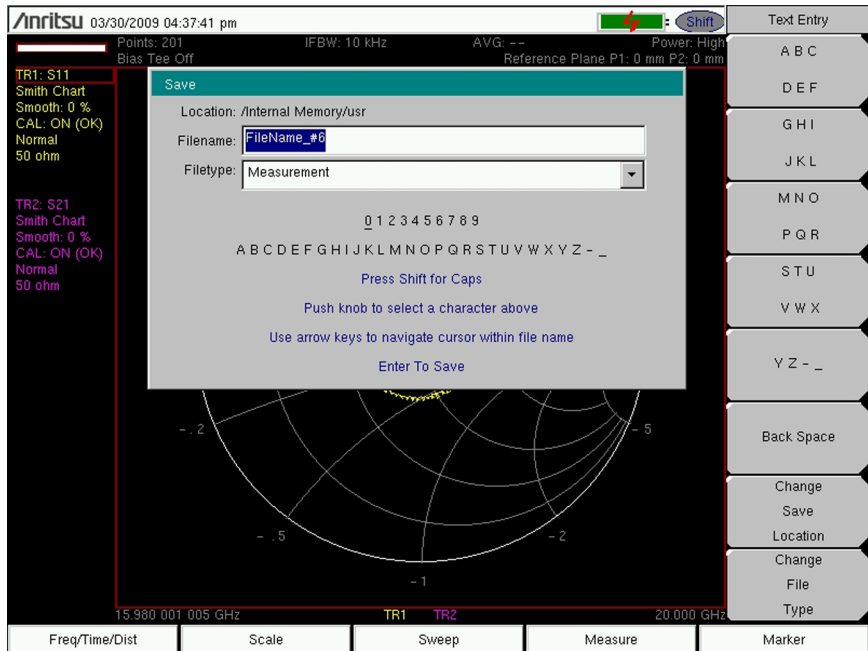 /Inritsu 03/30/2009 04:37:41 pm
Shift
Text Entry
Points: 201 IFBW: 10 kHz AVG: -- Power: High
Bias Tee Off Reference Plane P1: 0 mm P2: 0 mm
TR1: S11
Smith Chart
Smooth: 0 %
CAL: ON (OK)
Normal
50 ohm
TR2: S21
Smith Chart
Smooth: 0 %
CAL: ON (OK)
Normal
50 ohm
Save
Location: /Internal Memory/usr
Filename: FileName_#6
Filetype: Measurement
0 1 2 3 4 5 6 7 8 9
A B C D E F G H I J K L M N O P Q R S T U V W X Y Z - _
Press Shift for Caps
Push knob to select a character above
Use arrow keys to navigate cursor within file name
Enter To Save
-.2
-5
-.5
-2
-1
15.980 001 005 GHz TR1 TR2 20.000 GHz
A B C
D E F
G H I
J K L
M N O
P Q R
S T U
V W X
Y Z - _
Back Space
Change
Save
Location
Change
File
Type
Freq/Time/Dist Scale Sweep Measure Marker